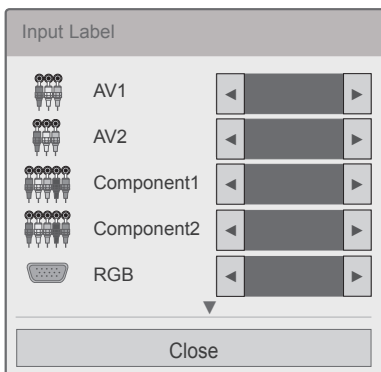 Input Label
AV1
AV2
Component1
Component2
RGB
Close